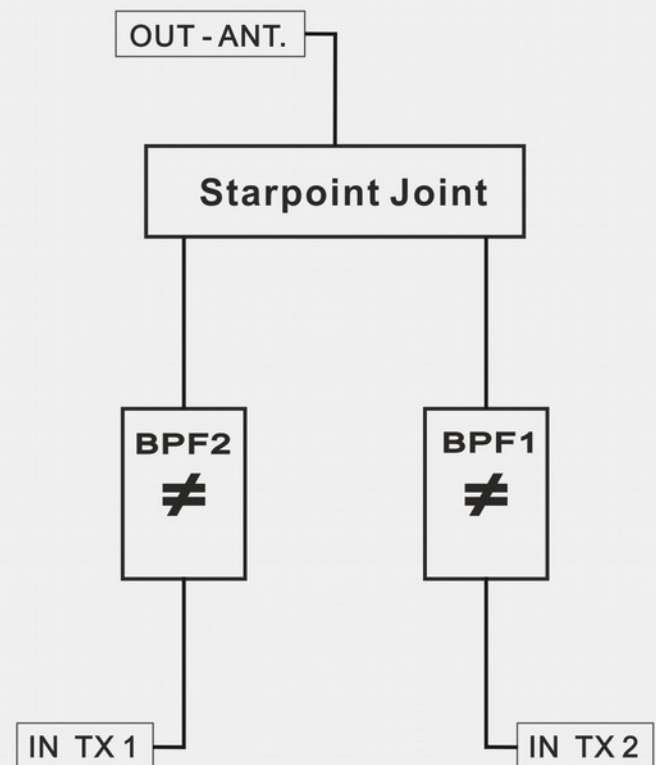 OUT - ANT.
Starpoint Joint
BPF2
≠
BPF1
≠
IN TX 1
IN TX 2